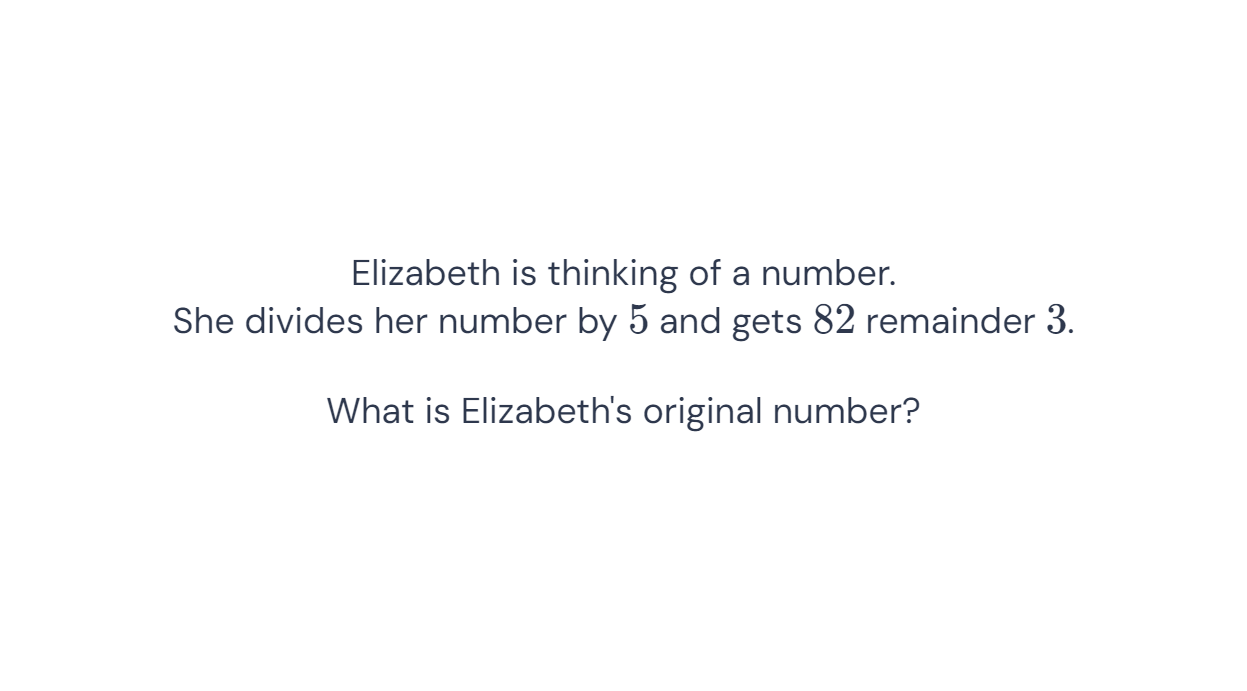 Elizabeth is thinking of a number.
She divides her number by 5 and gets 82 remainder 3.
What is Elizabeth's original number?